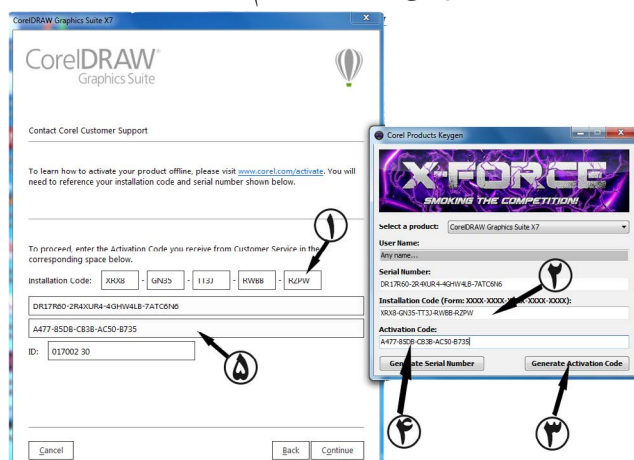 CorelDRAW Graphics Suite X7
CorelDRAW
Graphics Suite
Contact Corel Customer Support
To learn how to activate your product offline, please visit www.corel.com/activate. You will
need to reference your installation code and serial number shown below.
۱
To proceed, enter the Activation Code you receive from Customer Service in the
corresponding space below.
Installation Code: XRX8 - GN35 - TT3J - RWBB - RZPW
DR17R60-2R4XUR4-4GHW4LB-7ATC6N6
A477-85DB-CB3B-AC50-B735
ID: 017002 30
۵
Cancel Back Continue
Corel Products Keygen
X-FORCE
SMOKING THE COMPETITION!
Select a product: CorelDRAW Graphics Suite X7
User Name:
Any name...
Serial Number:
۲
DR17R60-2R4XUR4-4GHW4LB-7ATC6N6
Installation Code (Form: XXXX-XXXX-XXXX-XXXX-XXXX):
XRX8-GN35-TT3J-RWBB-RZPW
Activation Code:
A477-85DB-CB3B-AC50-B735
Generate Serial Number Generate Activation Code
۴ ۳